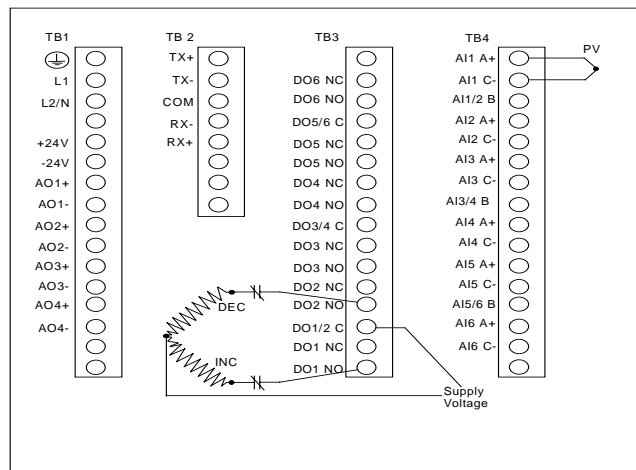 TB1
L1
L2/N
+24V
-24V
AO1+
AO1-
AO2+
AO2-
AO3+
AO3-
AO4+
AO4-
TB 2
TX+
TX-
COM
RX-
RX+
TB3
DO6 NC
DO6 NO
DO5/6 C
DO5 NC
DO5 NO
DO4 NC
DO4 NO
DO3/4 C
DO3 NC
DO3 NO
DO2 NC
DO2 NO
DO1/2 C
DO1 NC
DO1 NO
DEC
INC
Supply
Voltage
TB4
AI1 A+
AI1 C-
AI1/2 B
AI2 A+
AI2 C-
AI3 A+
AI3 C-
AI3/4 B
AI4 A+
AI4 C-
AI5 A+
AI5 C-
AI5/6 B
AI6 A+
AI6 C-
PV